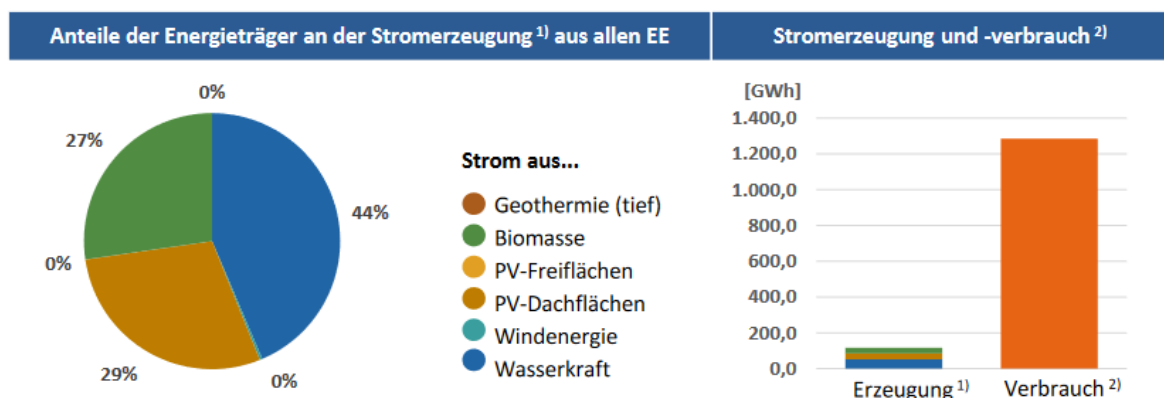 Anteile der Energieträger an der Stromerzeugung ¹⁾ aus allen EE
0%
27%
44%
0%
29%
0%
Strom aus...
Geothermie (tief)
Biomasse
PV-Freiflächen
PV-Dachflächen
Windenergie
Wasserkraft
Stromerzeugung und -verbrauch ²⁾
[GWh]
1.400,0
1.200,0
1.000,0
800,0
600,0
400,0
200,0
0,0
Erzeugung ¹⁾ Verbrauch ²⁾